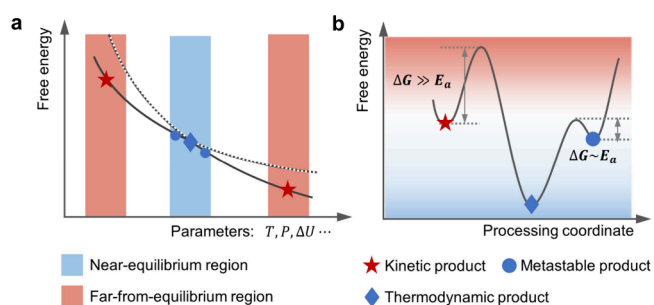 a
Free energy
Parameters: T, P, ΔU ⋯
Near-equilibrium region
Far-from-equilibrium region
b
Free energy
ΔG ≫ Eₐ
ΔG~Eₐ
Processing coordinate
Kinetic product
Metastable product
Thermodynamic product